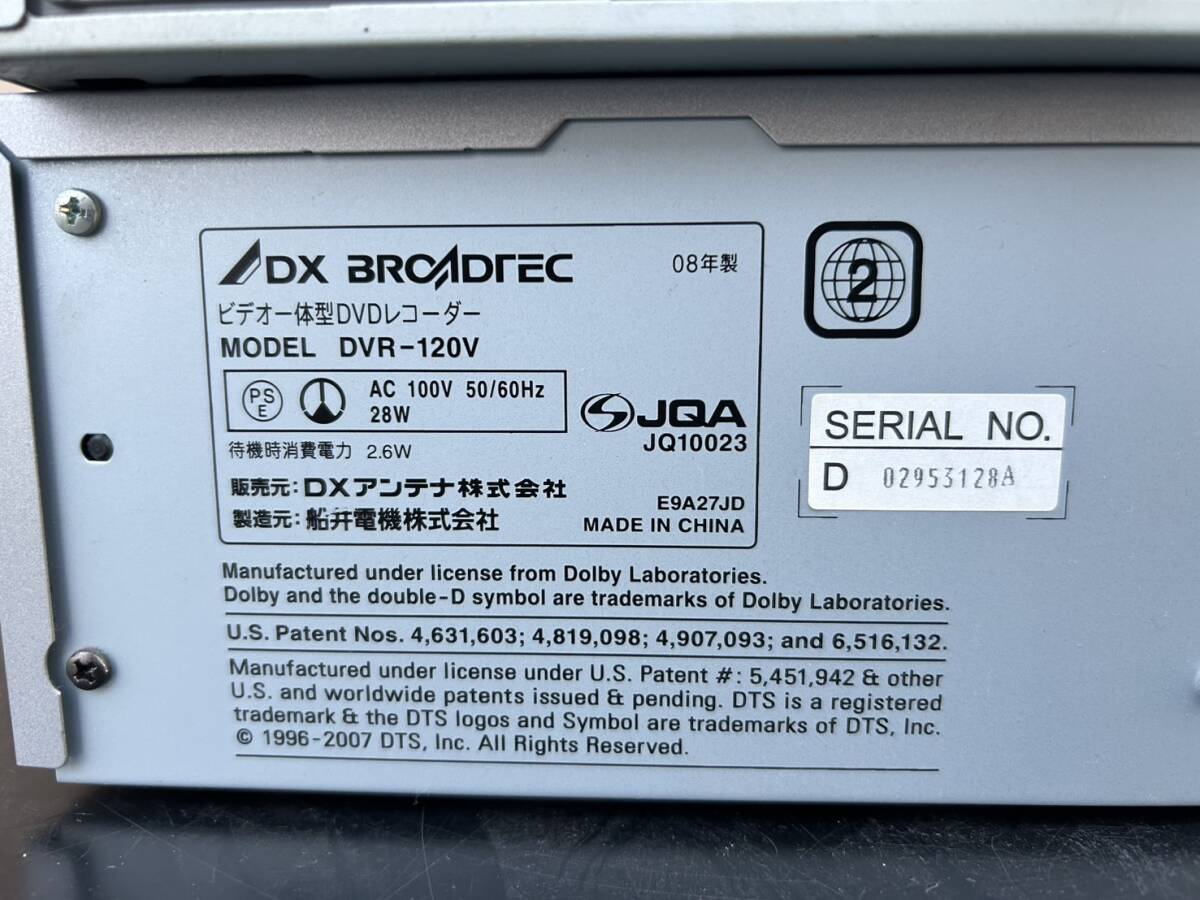 DX BROADTEC
08年製
ビデオ一体型DVDレコーダー
MODEL DVR-120V
PS
E
AC 100V 50/60Hz
28W
JQA
JQ10023
待機時消費電力 2.6W
販売元: DXアンテナ株式会社
製造元: 船井電機株式会社
E9A27JD
MADE IN CHINA
2
SERIAL NO.
D 02953128A
Manufactured under license from Dolby Laboratories.
Dolby and the double-D symbol are trademarks of Dolby Laboratories.
U.S. Patent Nos. 4,631,603; 4,819,098; 4,907,093; and 6,516,132.
Manufactured under license under U.S. Patent #: 5,451,942 & other
U.S. and worldwide patents issued & pending. DTS is a registered
trademark & the DTS logos and Symbol are trademarks of DTS, Inc.
© 1996-2007 DTS, Inc. All Rights Reserved.